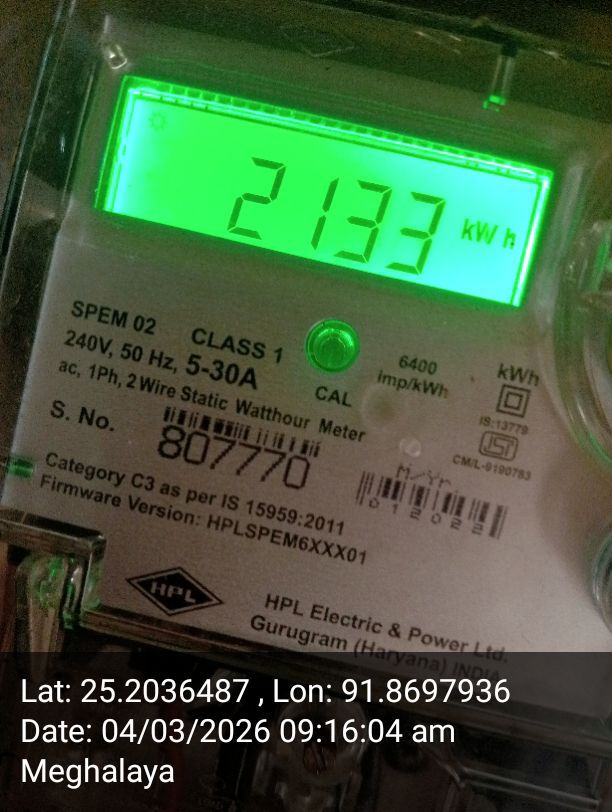 2133 kWh
SPEM 02 CLASS 1
240V, 50 Hz, 5-30A
ac, 1Ph, 2 Wire Static Watthour Meter
CAL
6400
imp/kWh
kWh
IS:13779
CM/L-9190783
S. No.
807770
M/Yr.
012022
Category C3 as per IS 15959:2011
Firmware Version: HPLSPEM6XXX01
HPL
HPL Electric & Power Ltd.
Gurugram (Haryana) INDIA
Lat: 25.2036487 , Lon: 91.8697936
Date: 04/03/2026 09:16:04 am
Meghalaya